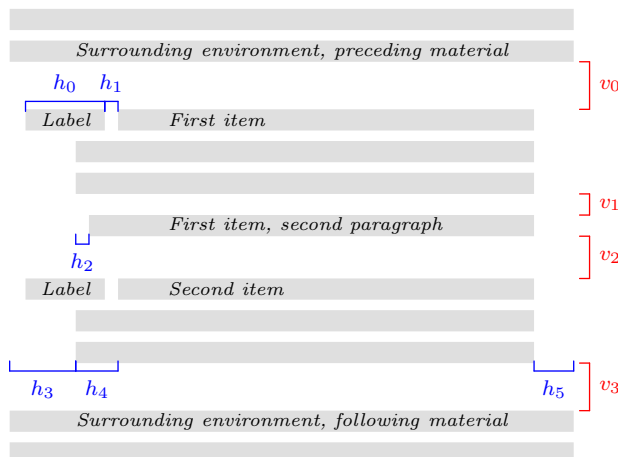 Surrounding environment, preceding material
v0
h0 h1
Label First item
v1
First item, second paragraph
h2
v2
Label Second item
h3 h4 h5
v3
Surrounding environment, following material